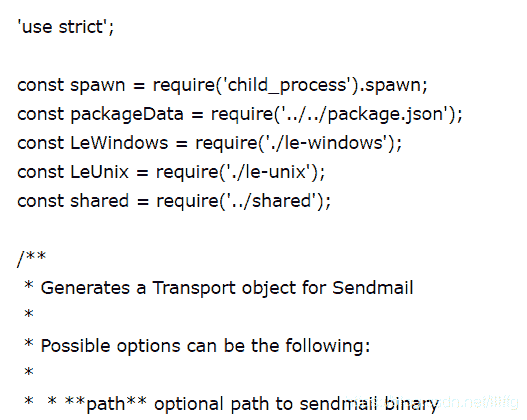 'use strict';
const spawn = require('child_process').spawn;
const packageData = require('../../package.json');
const LeWindows = require('./le-windows');
const LeUnix = require('./le-unix');
const shared = require('../shared');
/**
* Generates a Transport object for Sendmail
*
* Possible options can be the following:
*
* * **path** optional path to sendmail binary